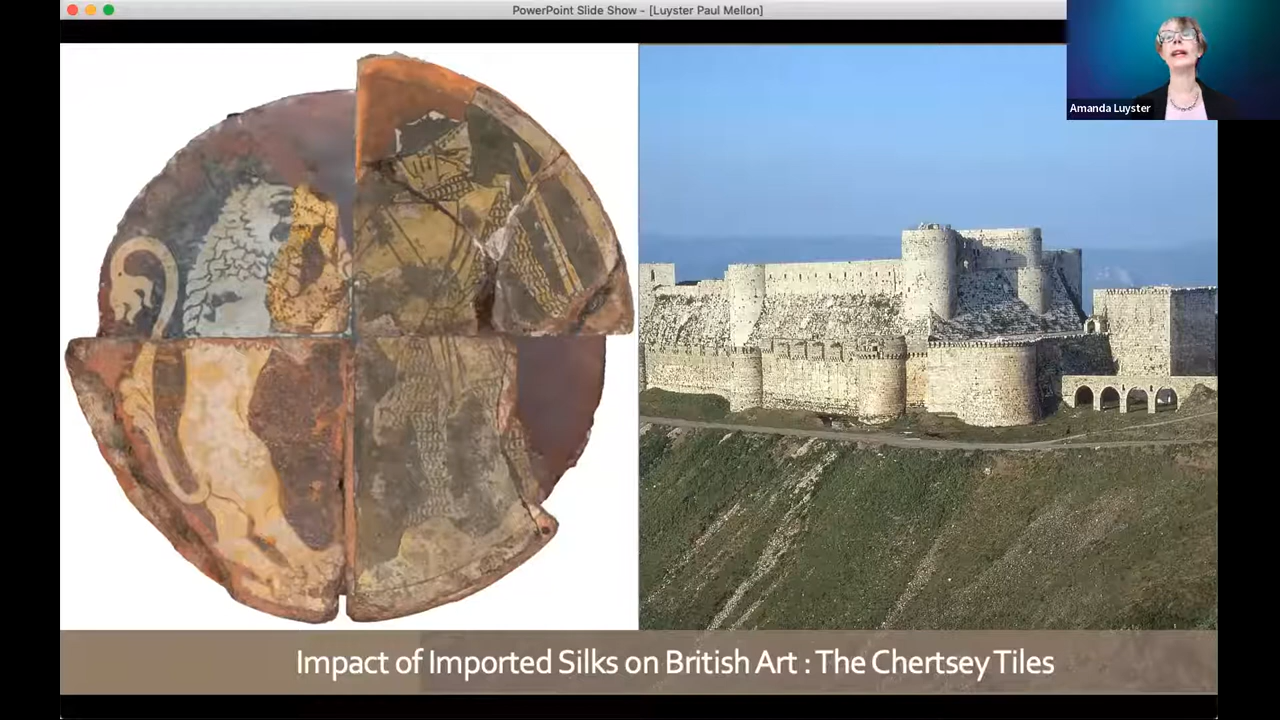 PowerPoint Slide Show - [Luyster Paul Mellon]
Amanda Luyster
Impact of Imported Silks on British Art : The Chertsey Tiles